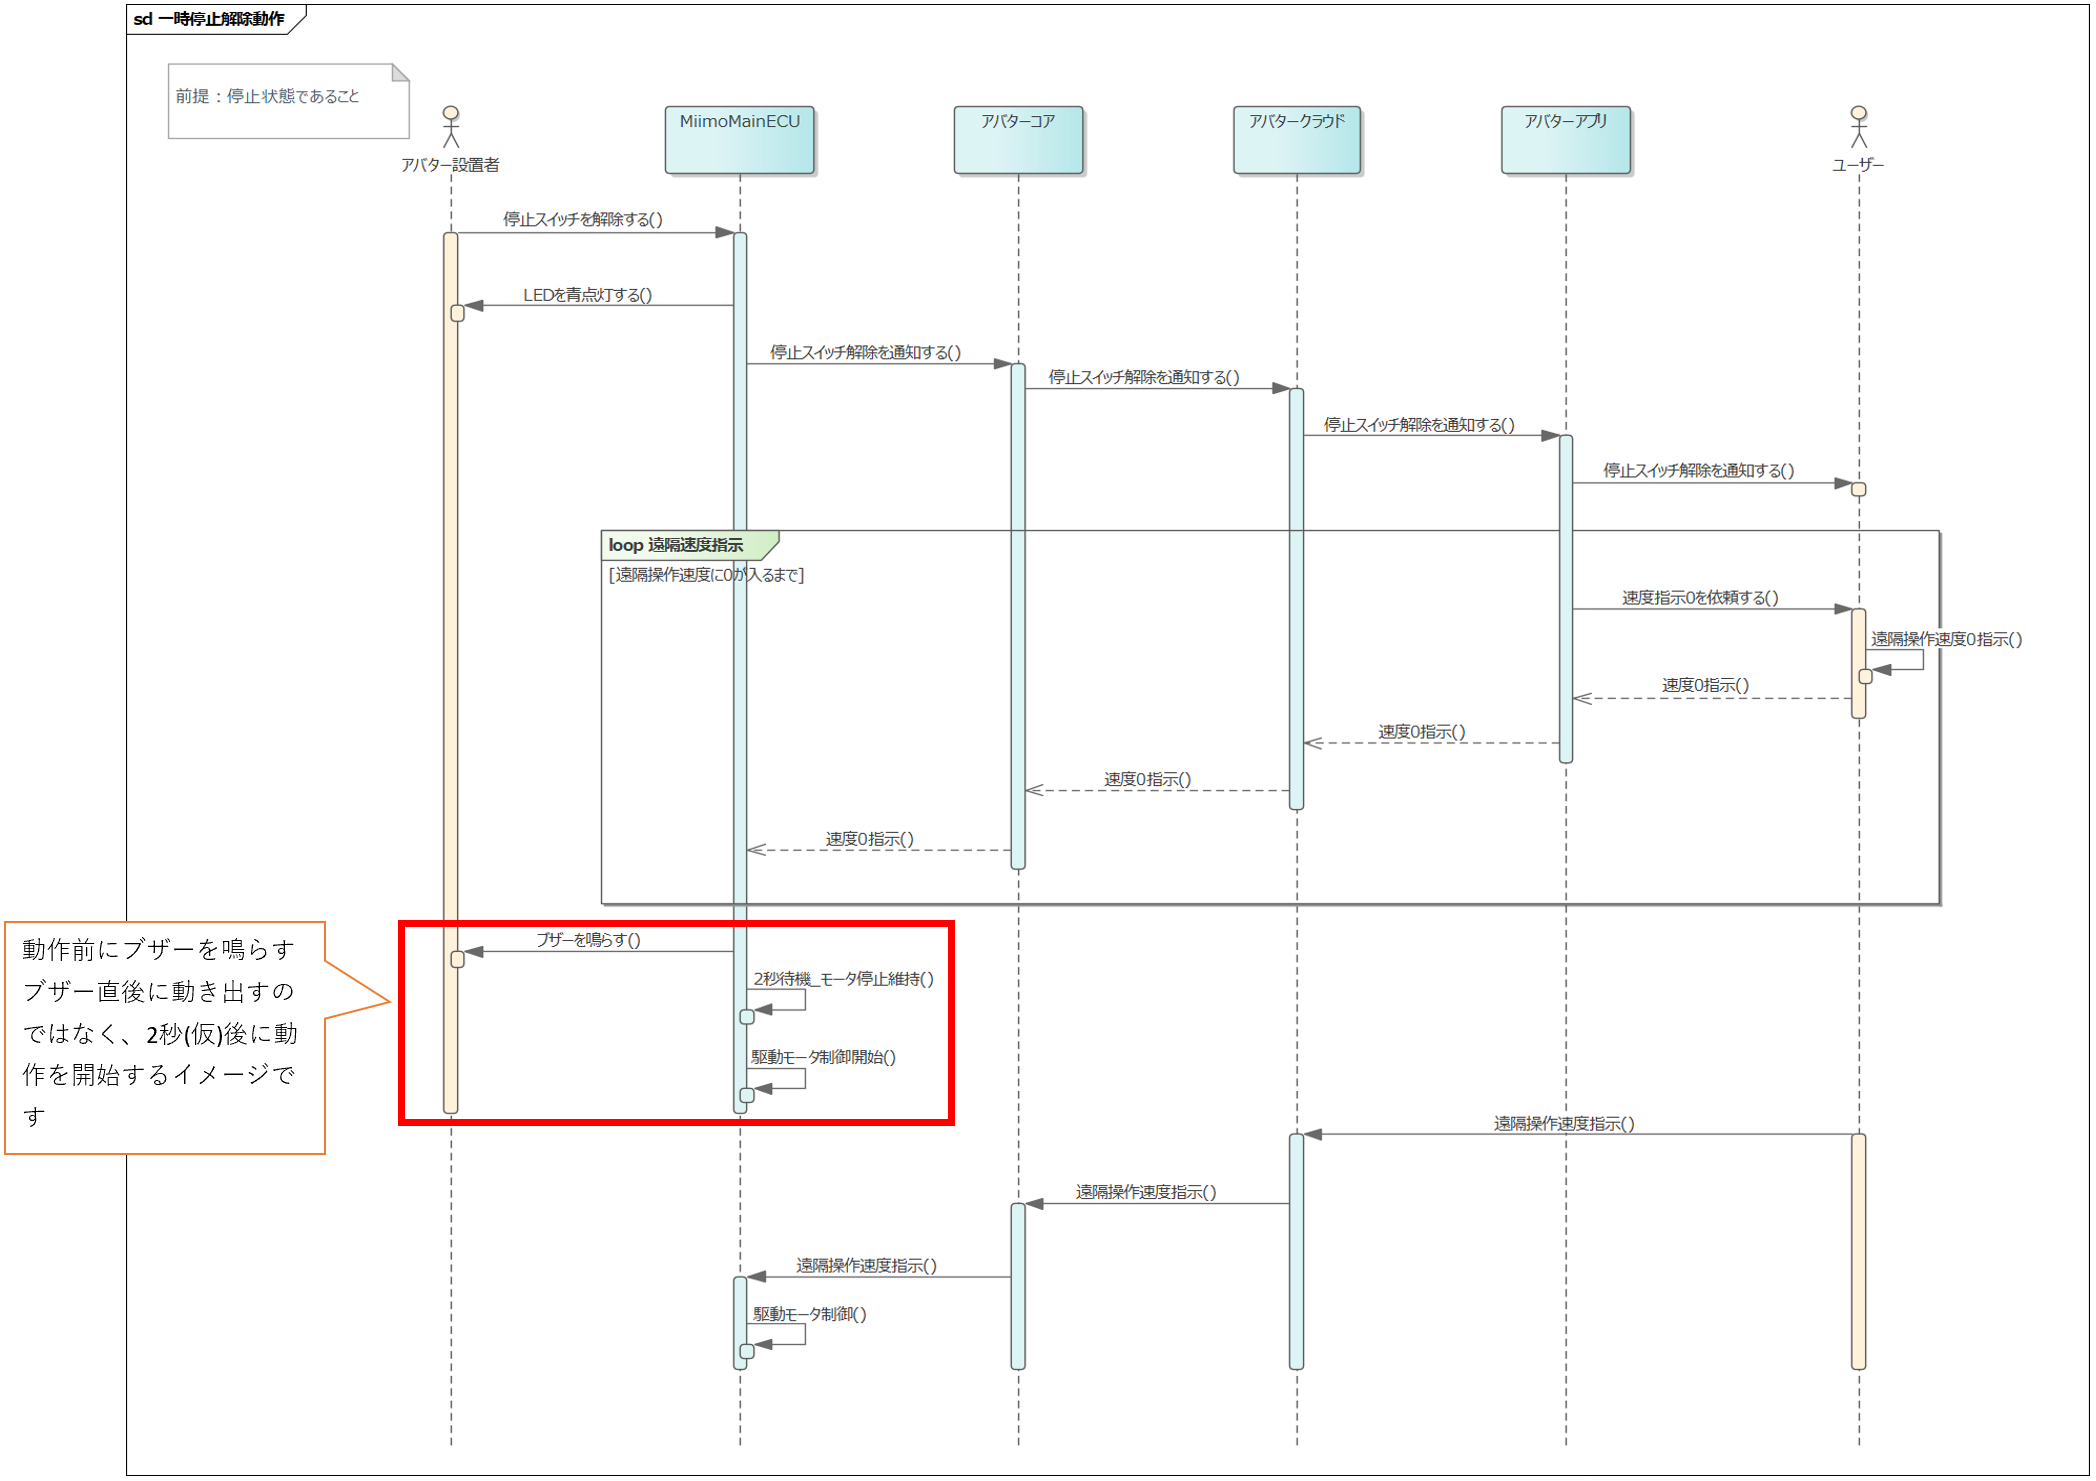 sd 一時停止解除動作
前提：停止状態であること
アバター設置者
MiimoMainECU
アバターコア
アバタークラウド
アバターアプリ
ユーザー
停止スイッチを解除する()
LEDを青点灯する()
停止スイッチ解除を通知する()
停止スイッチ解除を通知する()
停止スイッチ解除を通知する()
停止スイッチ解除を通知する()
loop 遠隔速度指示
[遠隔操作速度に0が入るまで]
速度指示0を依頼する()
遠隔操作速度0指示()
速度0指示()
速度0指示()
速度0指示()
速度0指示()
動作前にブザーを鳴らす
ブザー直後に動き出すの
ではなく、2秒(仮)後に動
作を開始するイメージで
す
ブザーを鳴らす()
2秒待機_モータ停止維持()
駆動モータ制御開始()
遠隔操作速度指示()
遠隔操作速度指示()
遠隔操作速度指示()
駆動モータ制御()